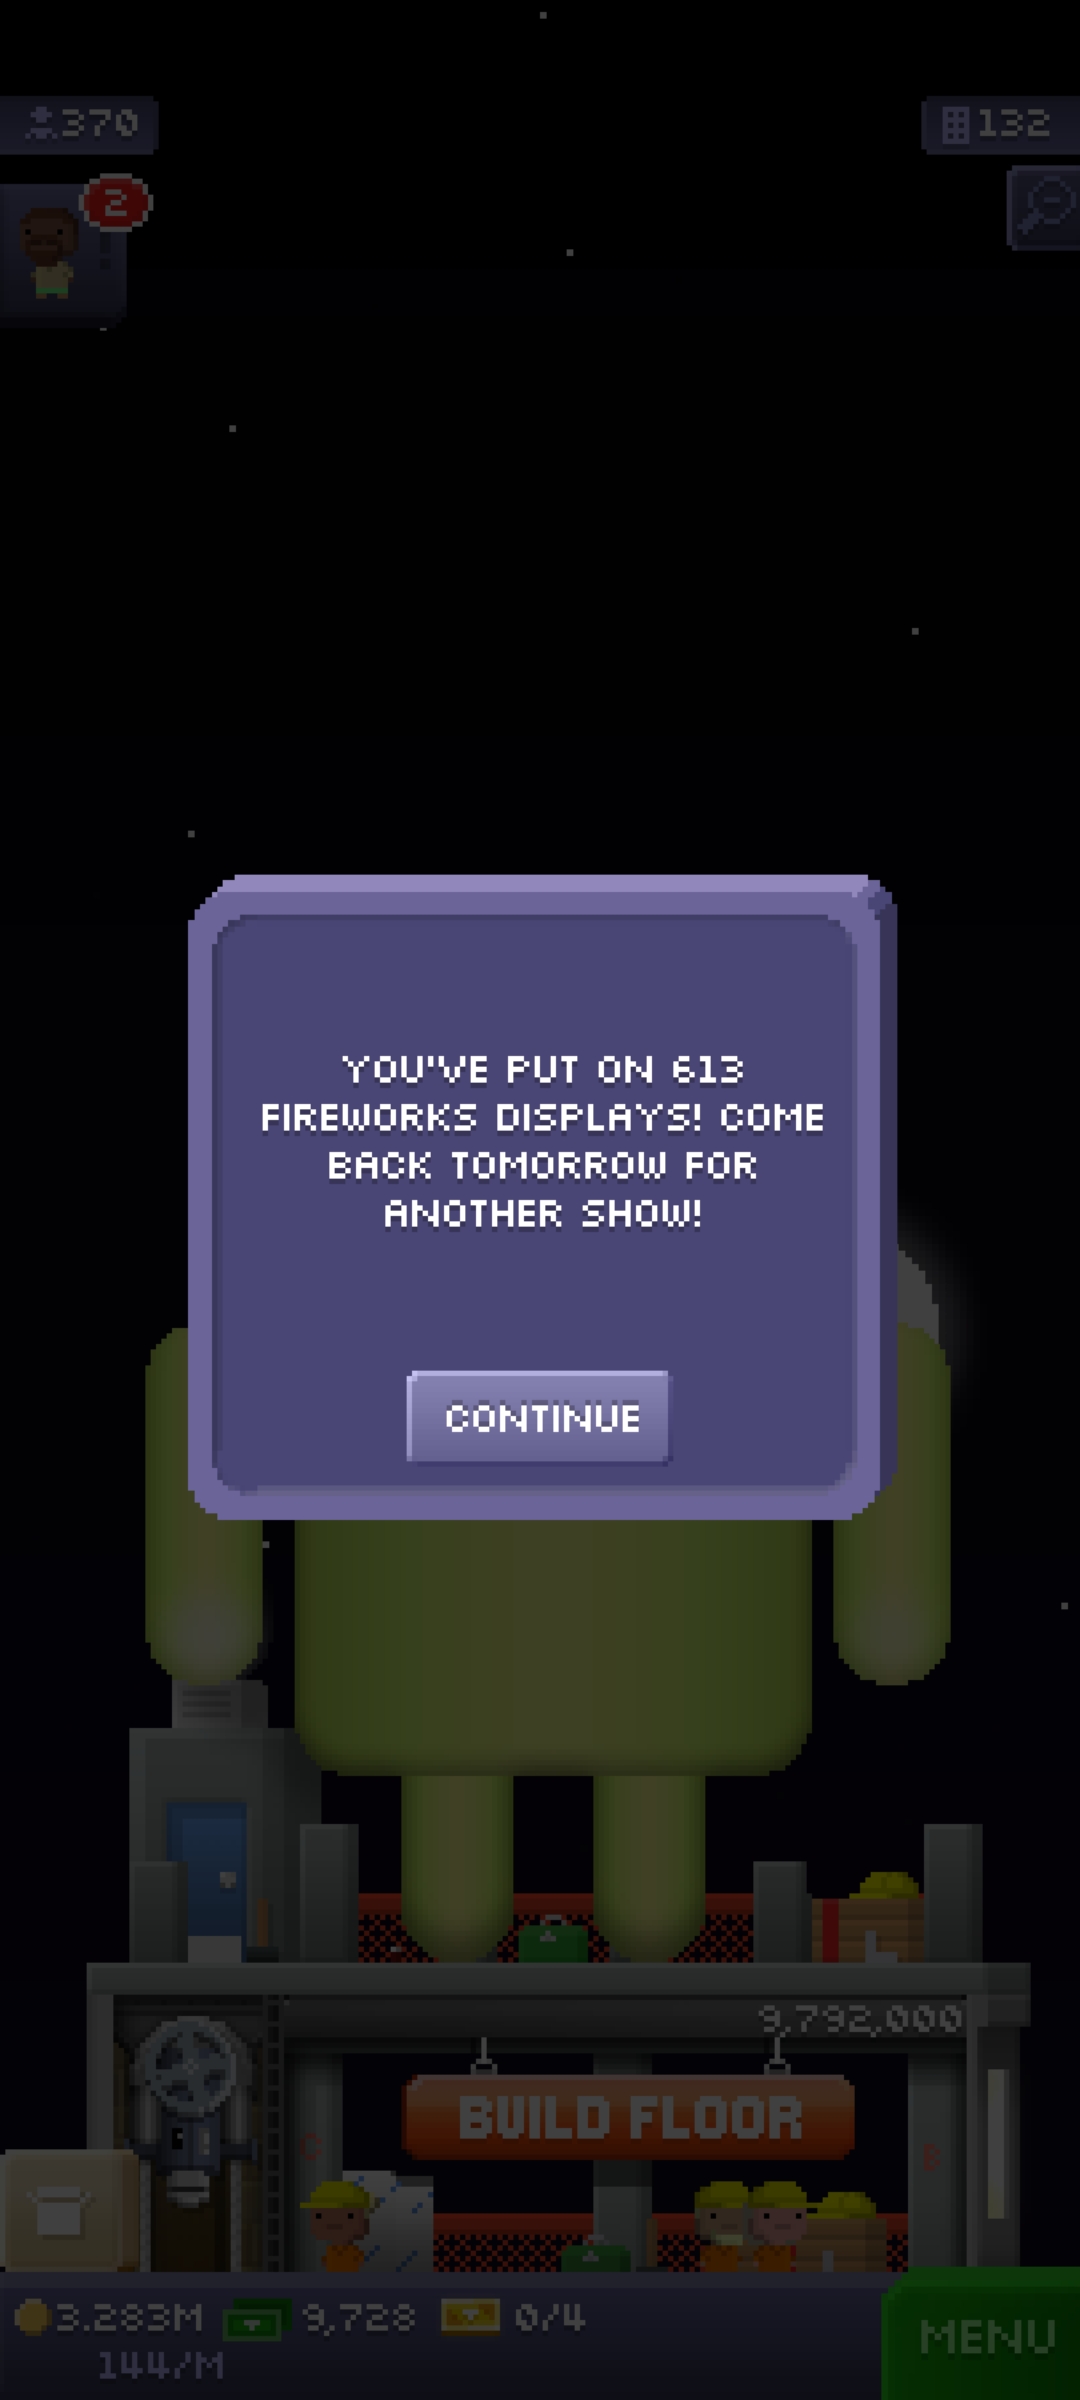 370
132
2
YOU'VE PUT ON 613
FIREWORKS DISPLAYS! COME
BACK TOMORROW FOR
ANOTHER SHOW!
CONTINUE
9,792,000
BUILD FLOOR
C
B
3.283M 9,728 0/4
144/M
MENU